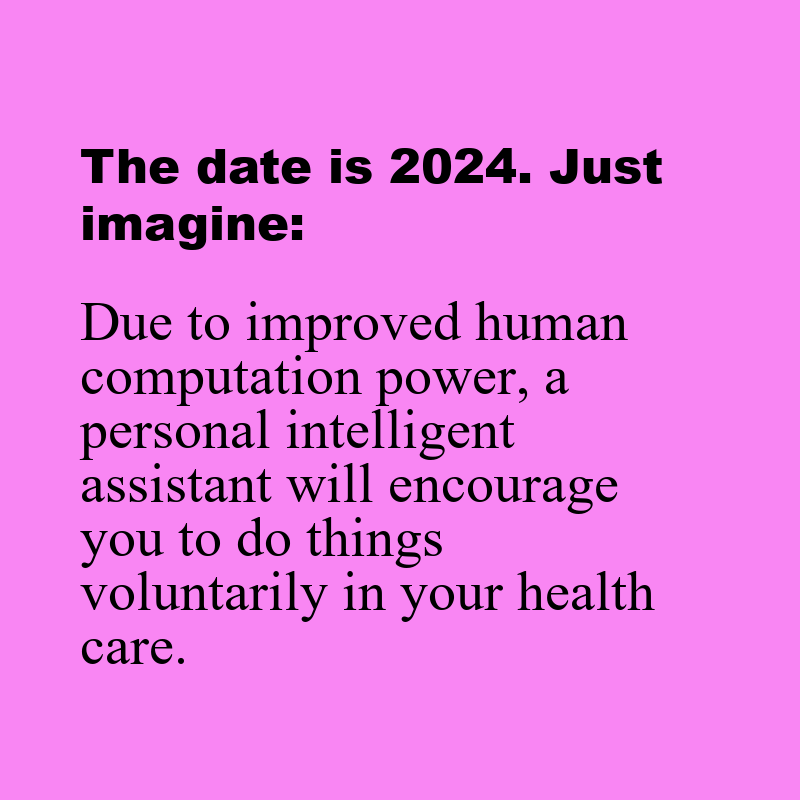 The date is 2024. Just
imagine:
Due to improved human
computation power, a
personal intelligent
assistant will encourage
you to do things
voluntarily in your health
care.